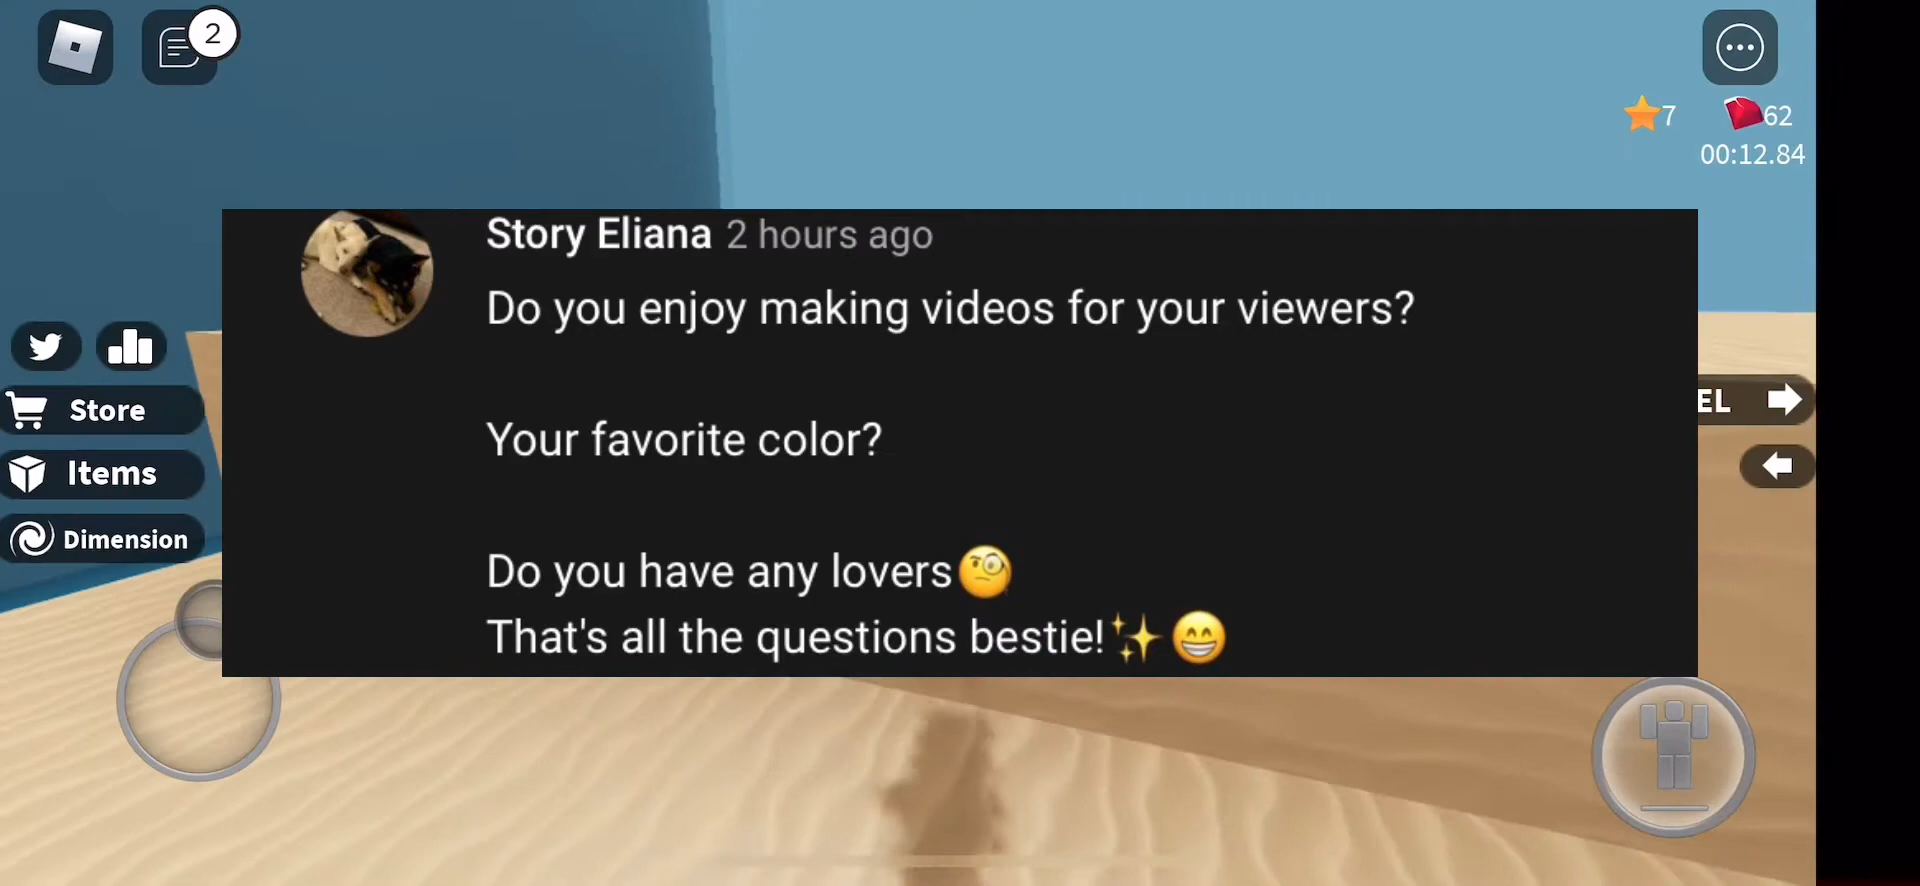 2
7 62
00:12.84
Story Eliana 2 hours ago
Do you enjoy making videos for your viewers?
Your favorite color?
Do you have any lovers🧐
That's all the questions bestie!✨😁
Store
Items
Dimension
EL